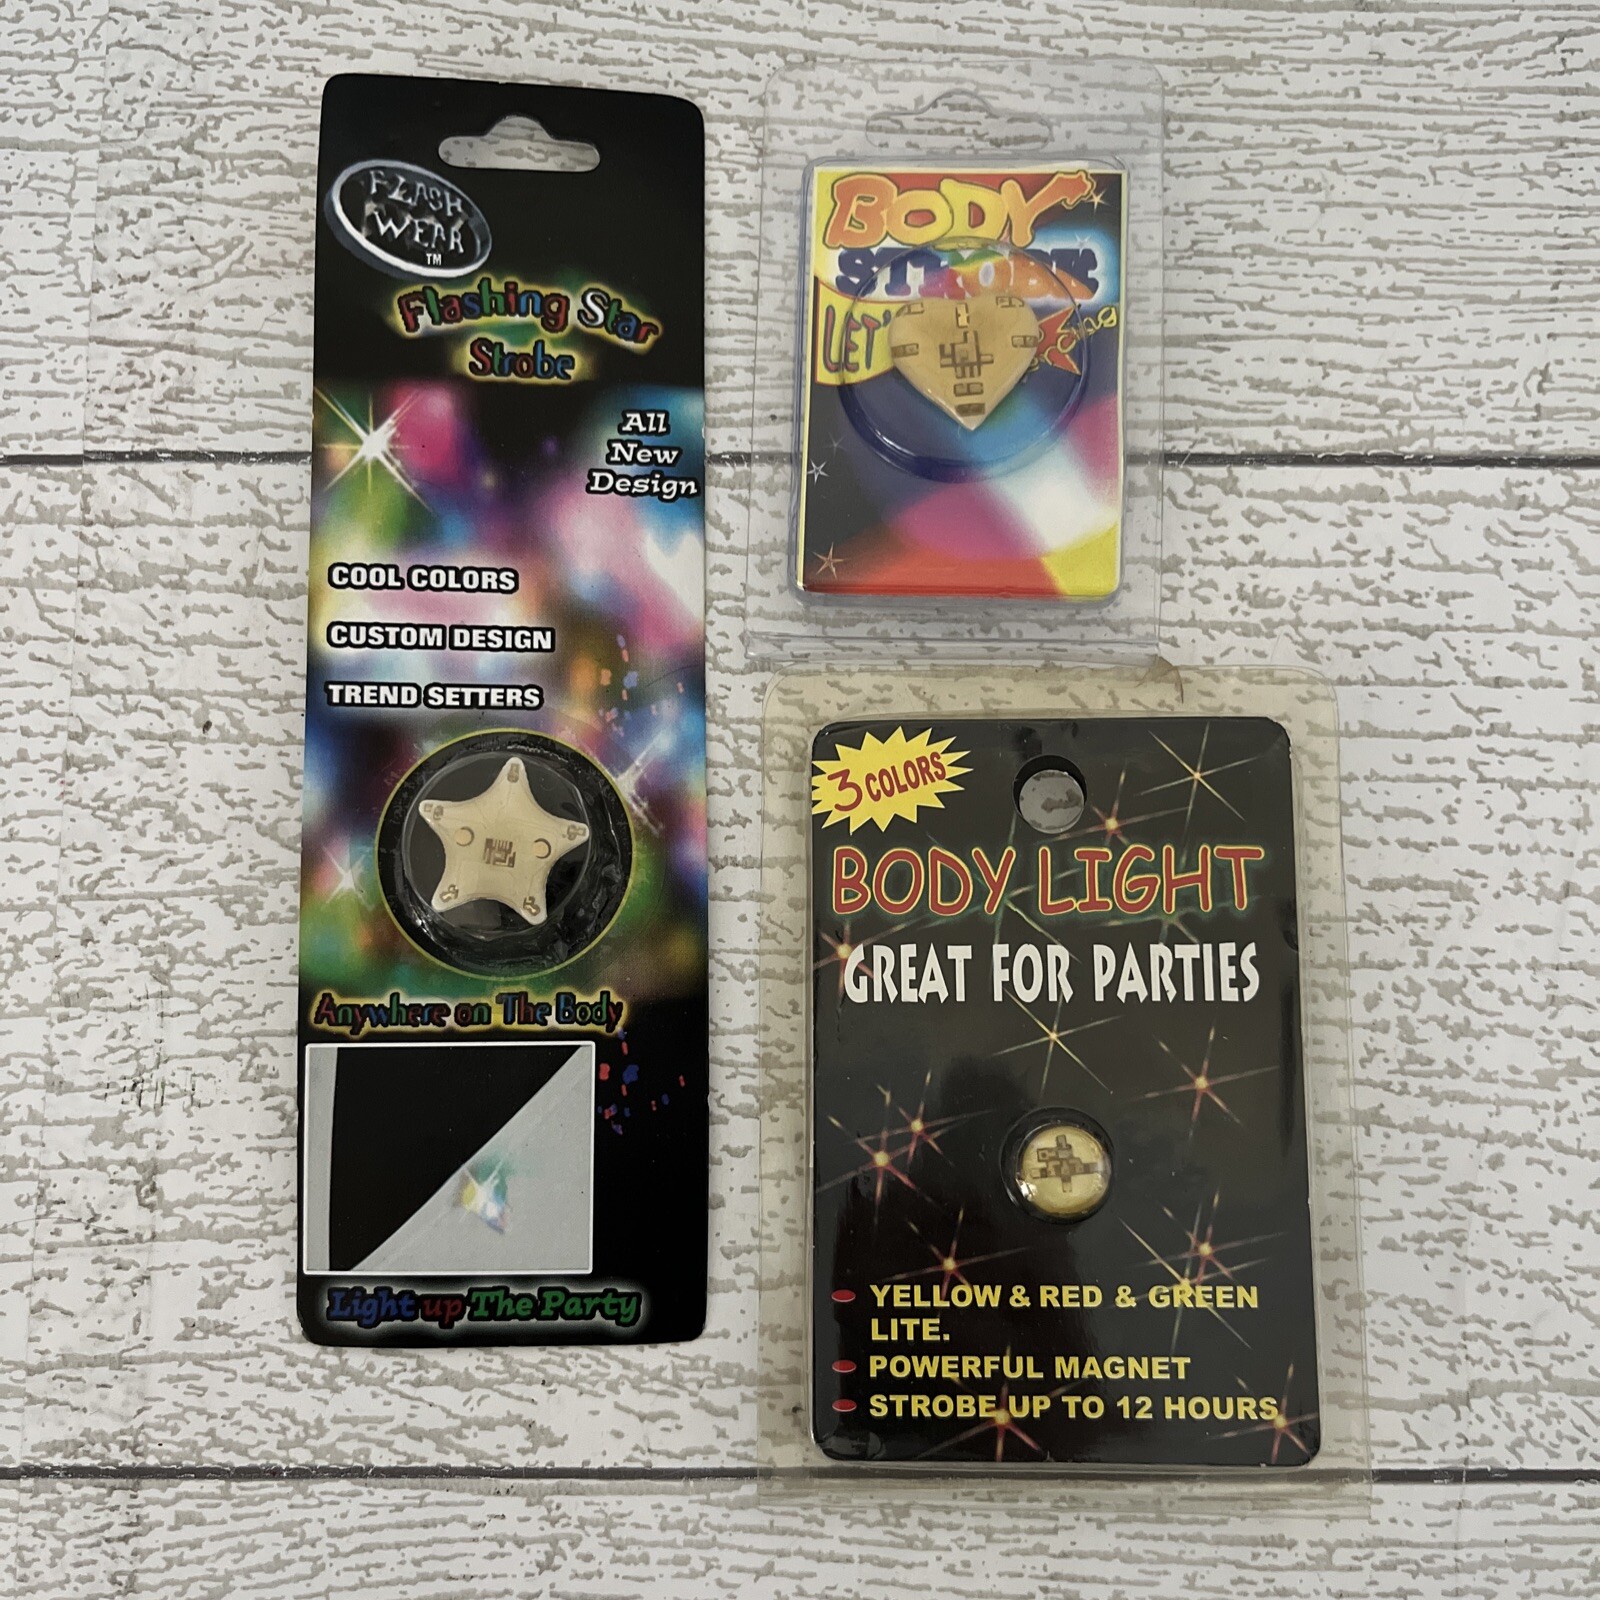 FLASH
WEAR
TM
Flashing Star
Strobe
All
New
Design
COOL COLORS
CUSTOM DESIGN
TREND SETTERS
Anywhere on The Body
Light up The Party
BODY
STROBE
LET'
3 COLORS
BODY LIGHT
GREAT FOR PARTIES
YELLOW & RED & GREEN
LITE.
POWERFUL MAGNET
STROBE UP TO 12 HOURS